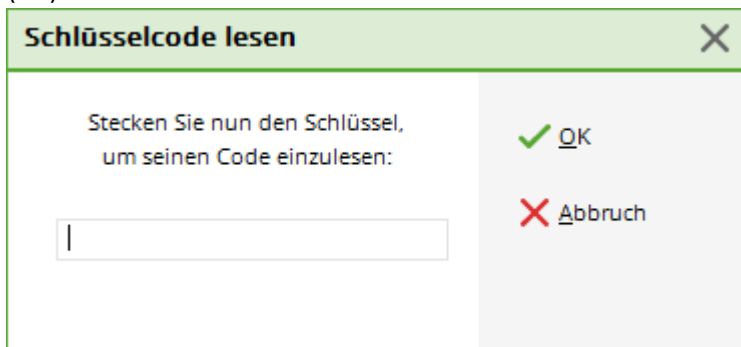 Schlüsselcode lesen
Stecken Sie nun den Schlüssel,
um seinen Code einzulesen:
OK
Abbruch